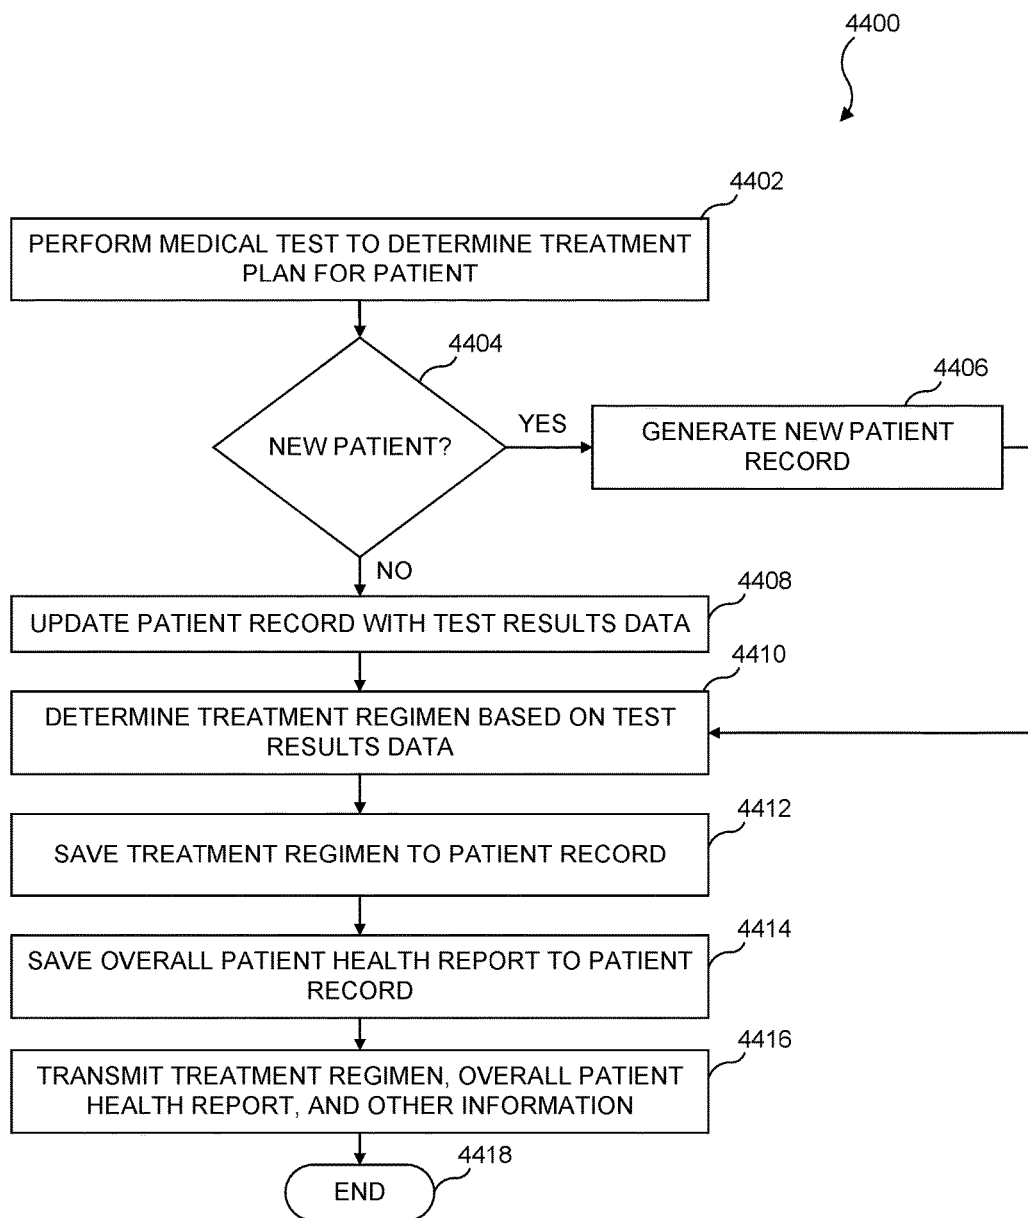 4400
4402
PERFORM MEDICAL TEST TO DETERMINE TREATMENT
PLAN FOR PATIENT
4404
NEW PATIENT?
YES
4406
GENERATE NEW PATIENT
RECORD
NO
4408
UPDATE PATIENT RECORD WITH TEST RESULTS DATA
4410
DETERMINE TREATMENT REGIMEN BASED ON TEST
RESULTS DATA
4412
SAVE TREATMENT REGIMEN TO PATIENT RECORD
4414
SAVE OVERALL PATIENT HEALTH REPORT TO PATIENT
RECORD
4416
TRANSMIT TREATMENT REGIMEN, OVERALL PATIENT
HEALTH REPORT, AND OTHER INFORMATION
4418
END